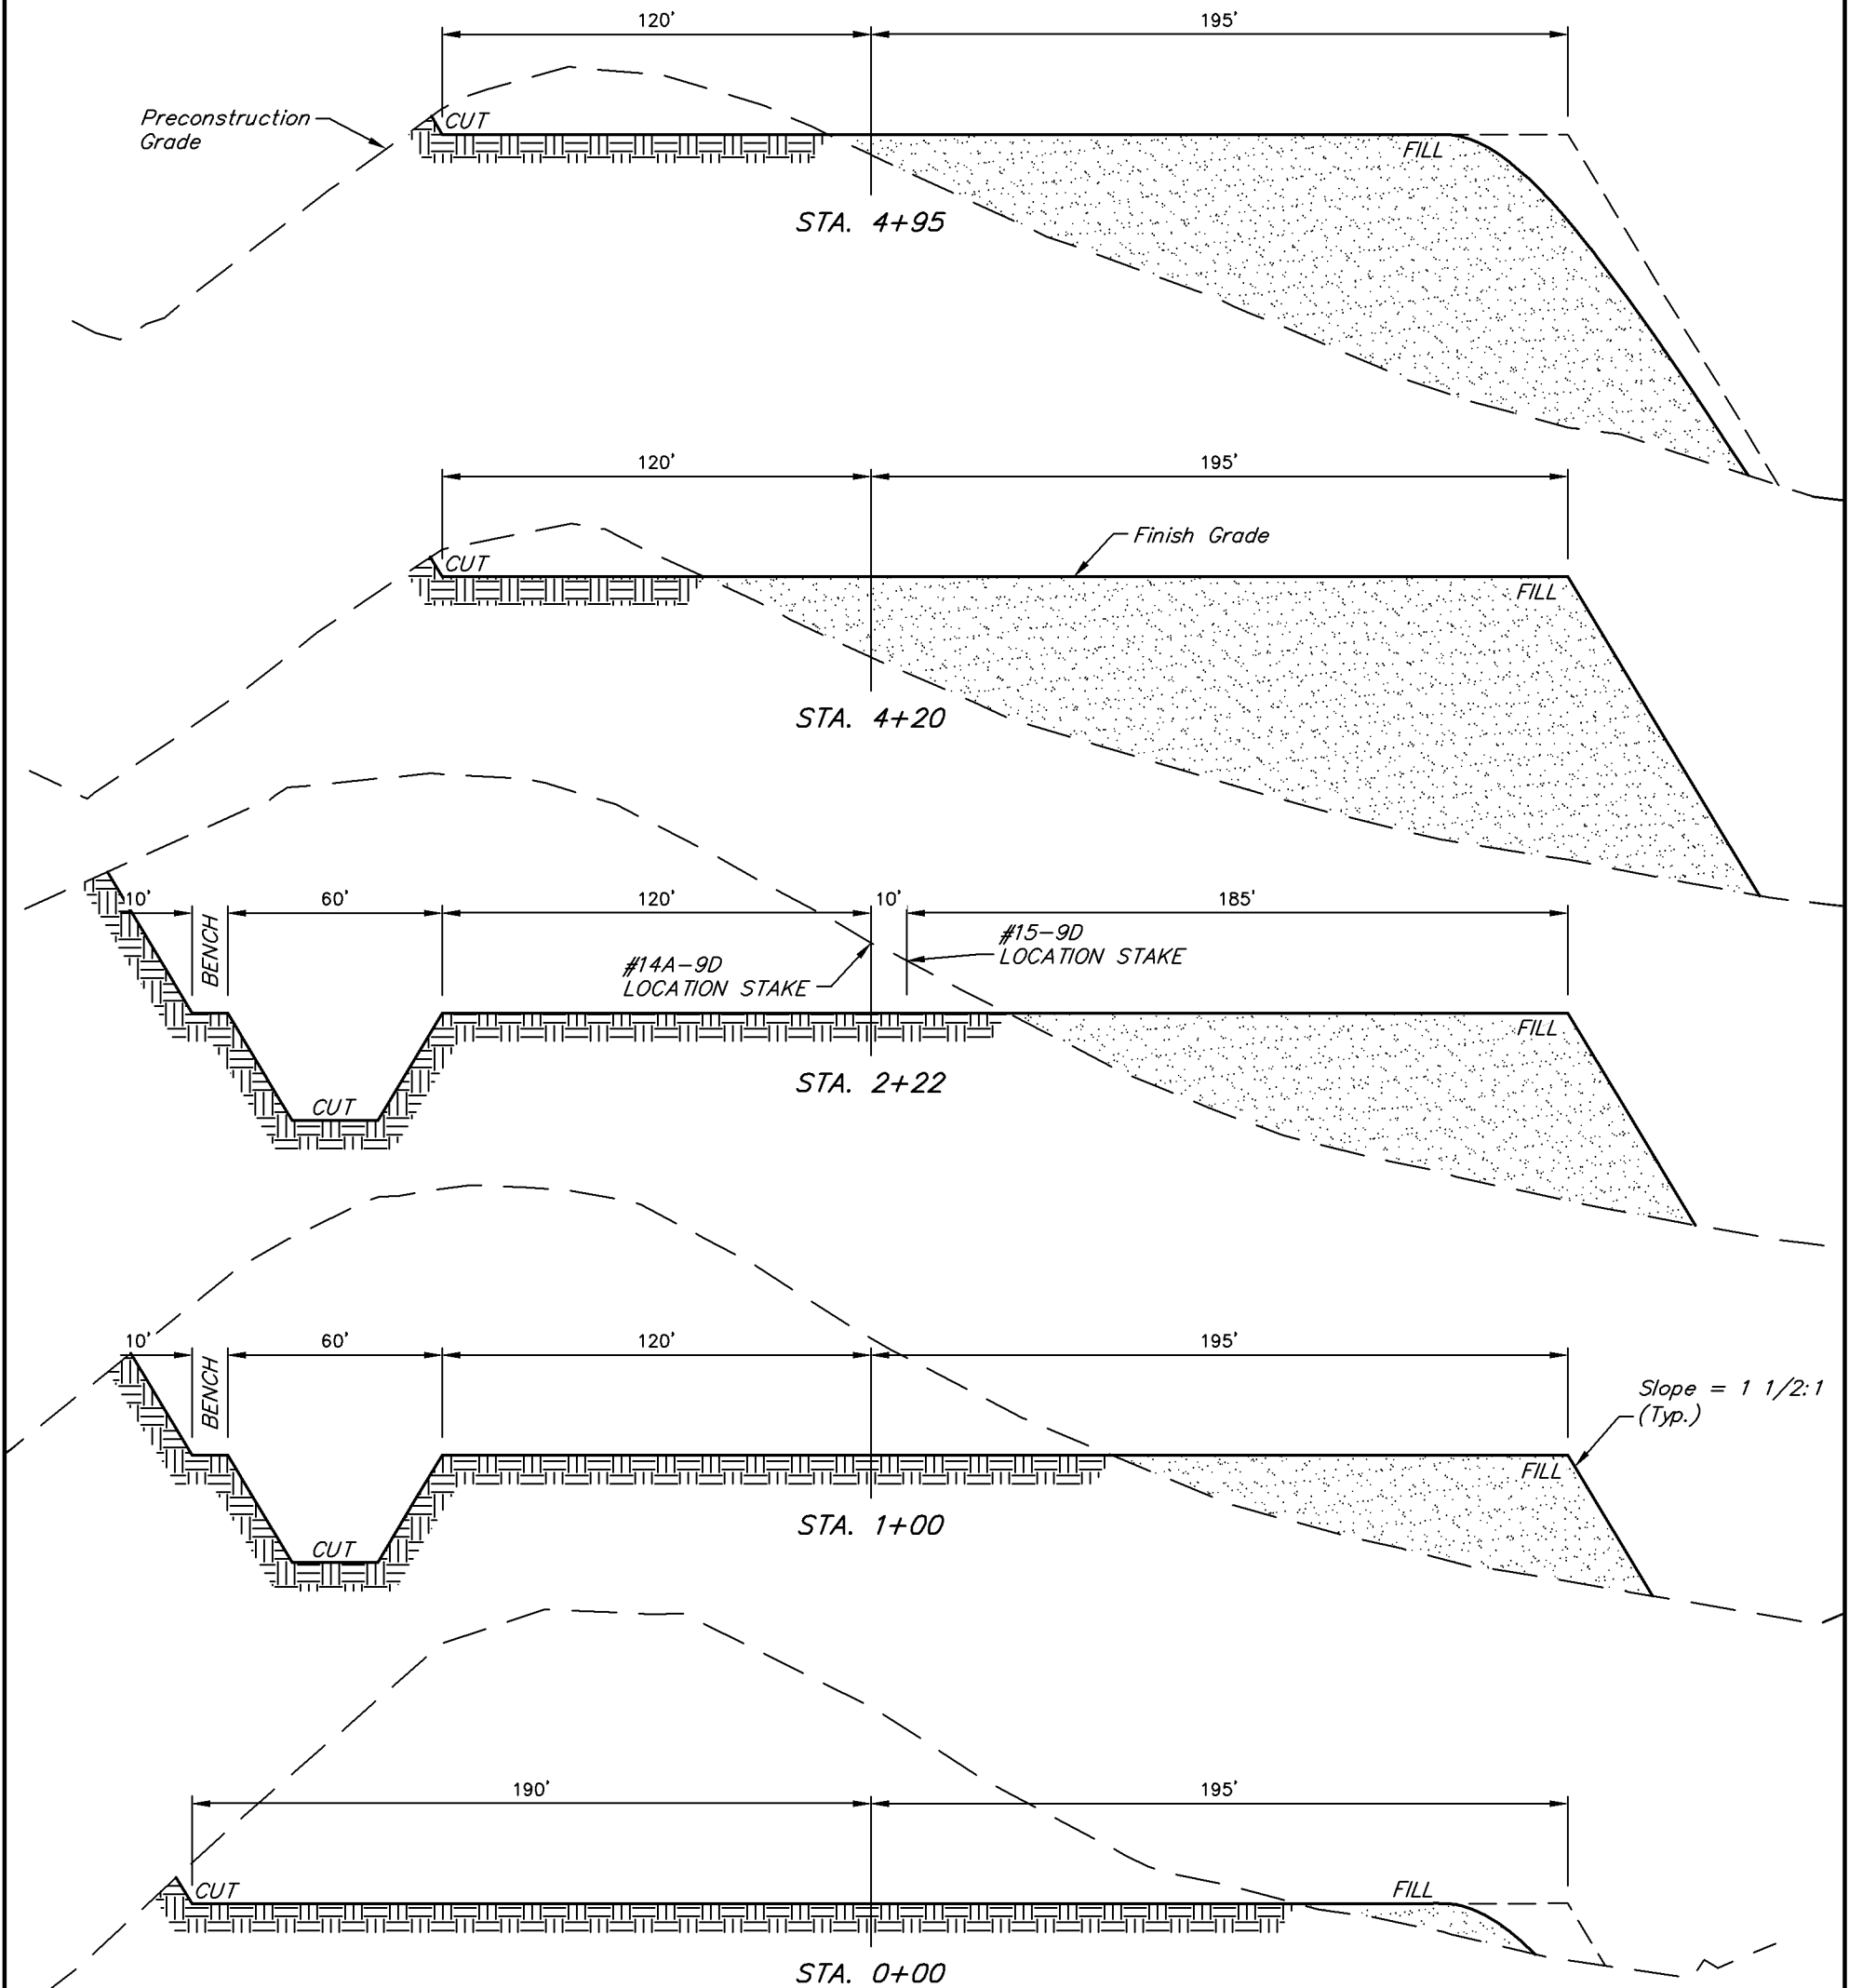 120'
195'
Preconstruction
Grade
CUT
FILL
STA. 4+95
120'
195'
Finish Grade
CUT
FILL
STA. 4+20
10'
BENCH
60'
120'
10'
185'
#14A-9D
LOCATION STAKE
#15-9D
LOCATION STAKE
FILL
CUT
STA. 2+22
10'
BENCH
60'
120'
195'
Slope = 1 1/2:1
(Typ.)
FILL
CUT
STA. 1+00
190'
195'
CUT
FILL
STA. 0+00